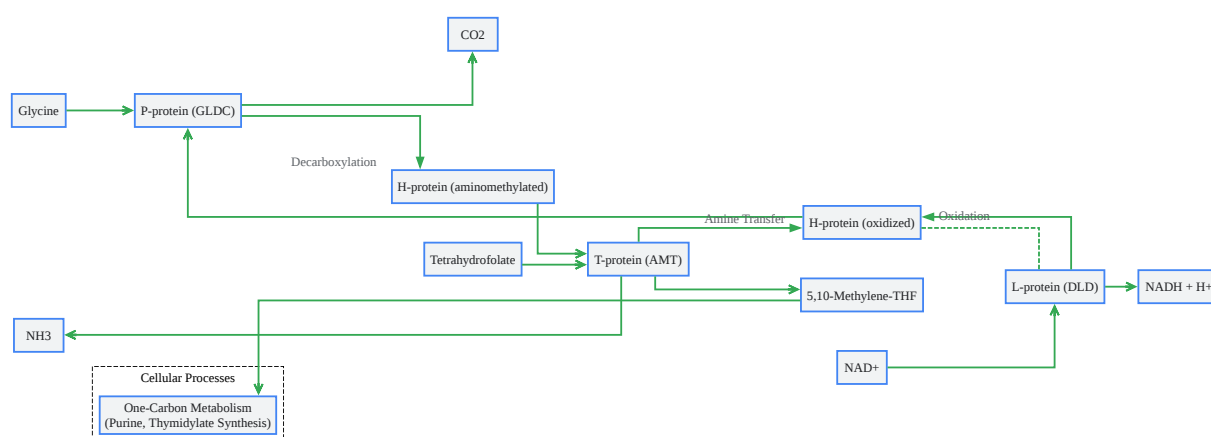 CO2
Glycine
P-protein (GLDC)
Decarboxylation
H-protein (aminomethylated)
Amine Transfer
H-protein (oxidized)
Oxidation
Tetrahydrofolate
T-protein (AMT)
5,10-Methylene-THF
L-protein (DLD)
NADH + H+
NH3
NAD+
Cellular Processes
One-Carbon Metabolism
(Purine, Thymidylate Synthesis)